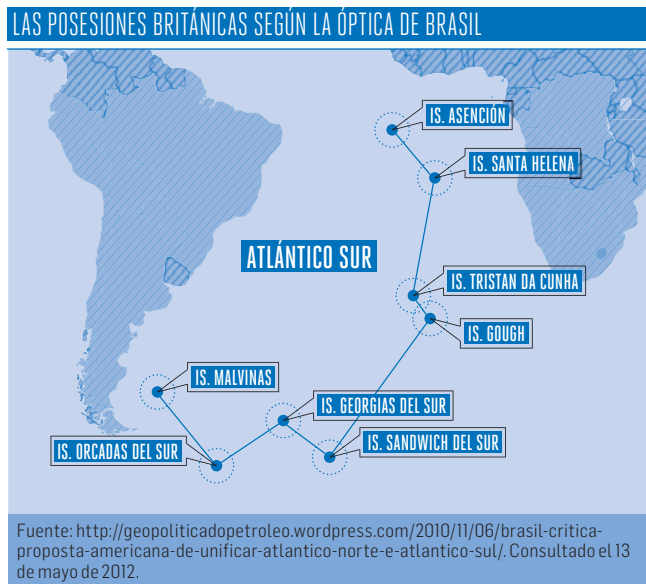 LAS POSESIONES BRITÁNICAS SEGÚN LA ÓPTICA DE BRASIL
IS. ASENCIÓN
IS. SANTA HELENA
ATLÁNTICO SUR
IS. TRISTAN DA CUNHA
IS. GOUGH
IS. MALVINAS
IS. GEORGIAS DEL SUR
IS. ORCADAS DEL SUR
IS. SANDWICH DEL SUR
Fuente: http://geopoliticadopetroleo.wordpress.com/2010/11/06/brasil-critica-
proposta-americana-de-unificar-atlantico-norte-e-atlantico-sul/. Consultado el 13
de mayo de 2012.